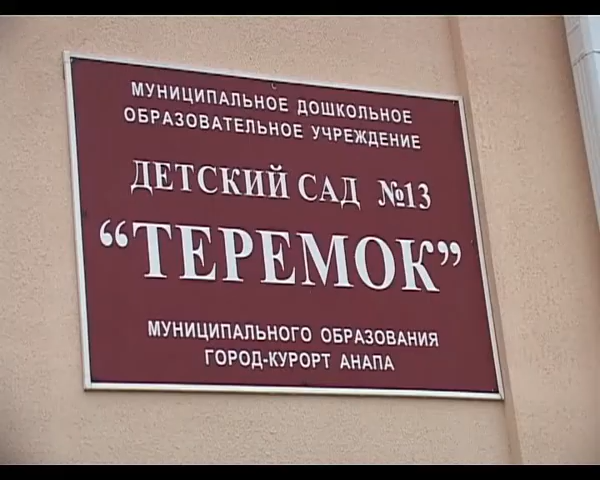 МУНИЦИПАЛЬНОЕ ДОШКОЛЬНОЕ
ОБРАЗОВАТЕЛЬНОЕ УЧРЕЖДЕНИЕ
ДЕТСКИЙ САД №13
“ТЕРЕМОК”
МУНИЦИПАЛЬНОГО ОБРАЗОВАНИЯ
ГОРОД-КУРОРТ АНАПА